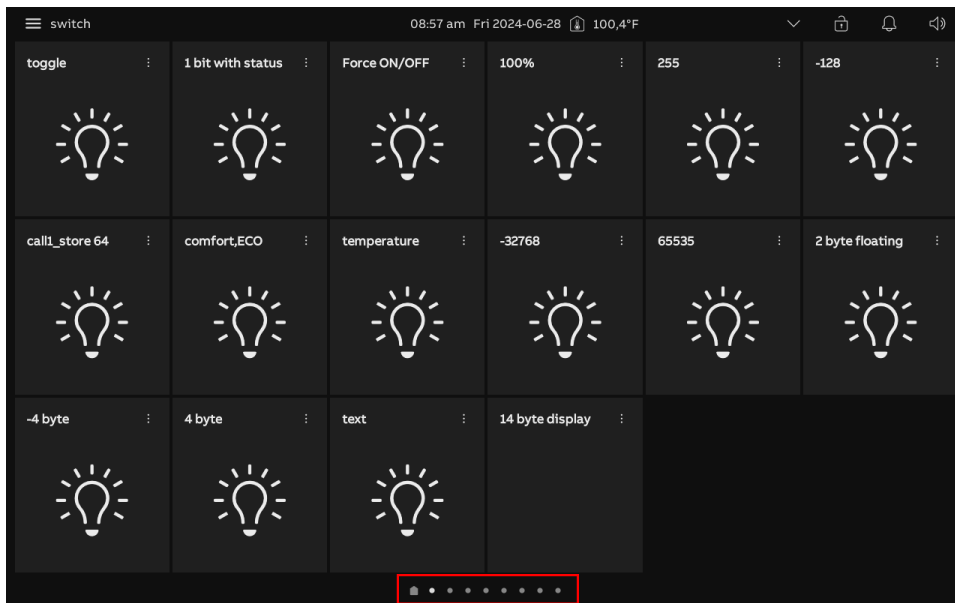 switch
08:57 am Fri 2024-06-28 100,4°F
toggle
1 bit with status
Force ON/OFF
100%
255
-128
call1_store 64
comfort,ECO
temperature
-32768
65535
2 byte floating
-4 byte
4 byte
text
14 byte display